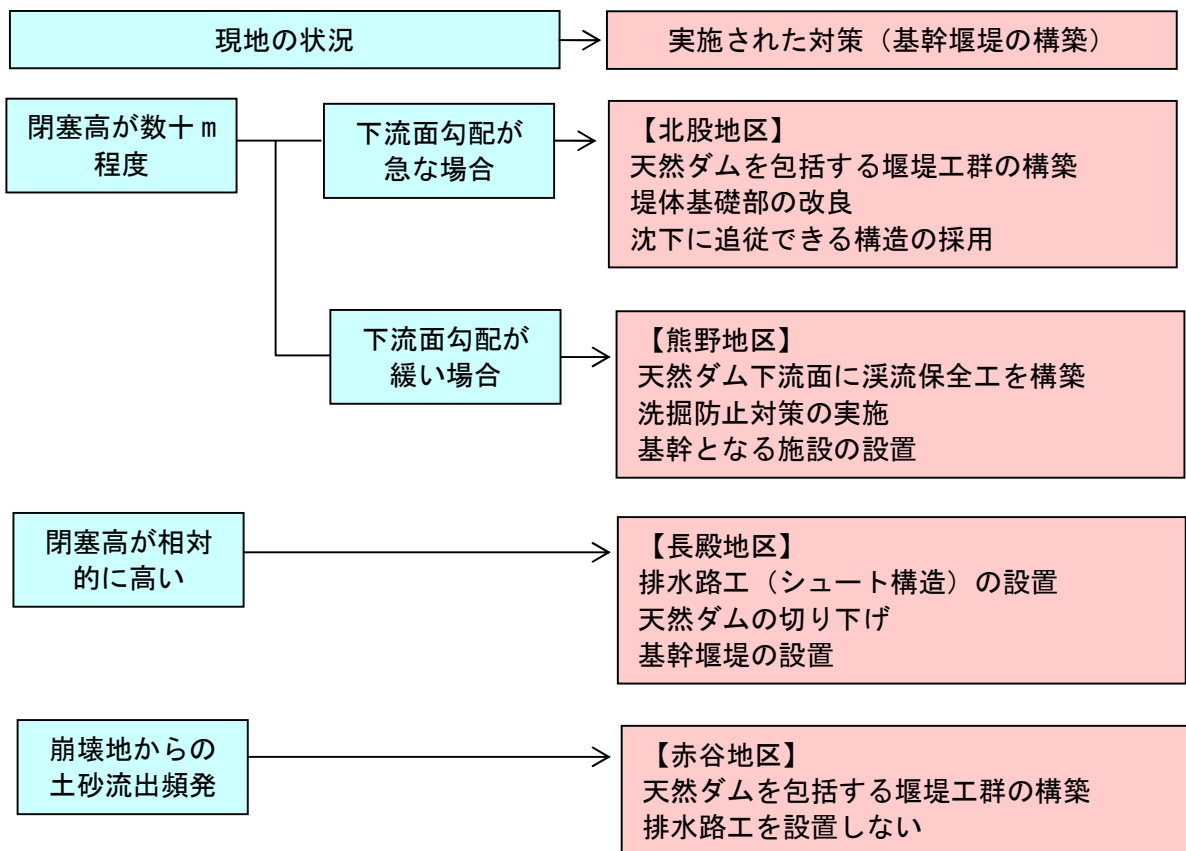 現地の状況
実施された対策（基幹堰堤の構築）
閉塞高が数十m
程度
下流面勾配が
急な場合
【北股地区】
天然ダムを包括する堰堤工群の構築
堤体基礎部の改良
沈下に追従できる構造の採用
下流面勾配が
緩い場合
【熊野地区】
天然ダム下流面に渓流保全工を構築
洗掘防止対策の実施
基幹となる施設の設置
閉塞高が相対
的に高い
【長殿地区】
排水路工（シュート構造）の設置
天然ダムの切り下げ
基幹堰堤の設置
崩壊地からの
土砂流出頻発
【赤谷地区】
天然ダムを包括する堰堤工群の構築
排水路工を設置しない